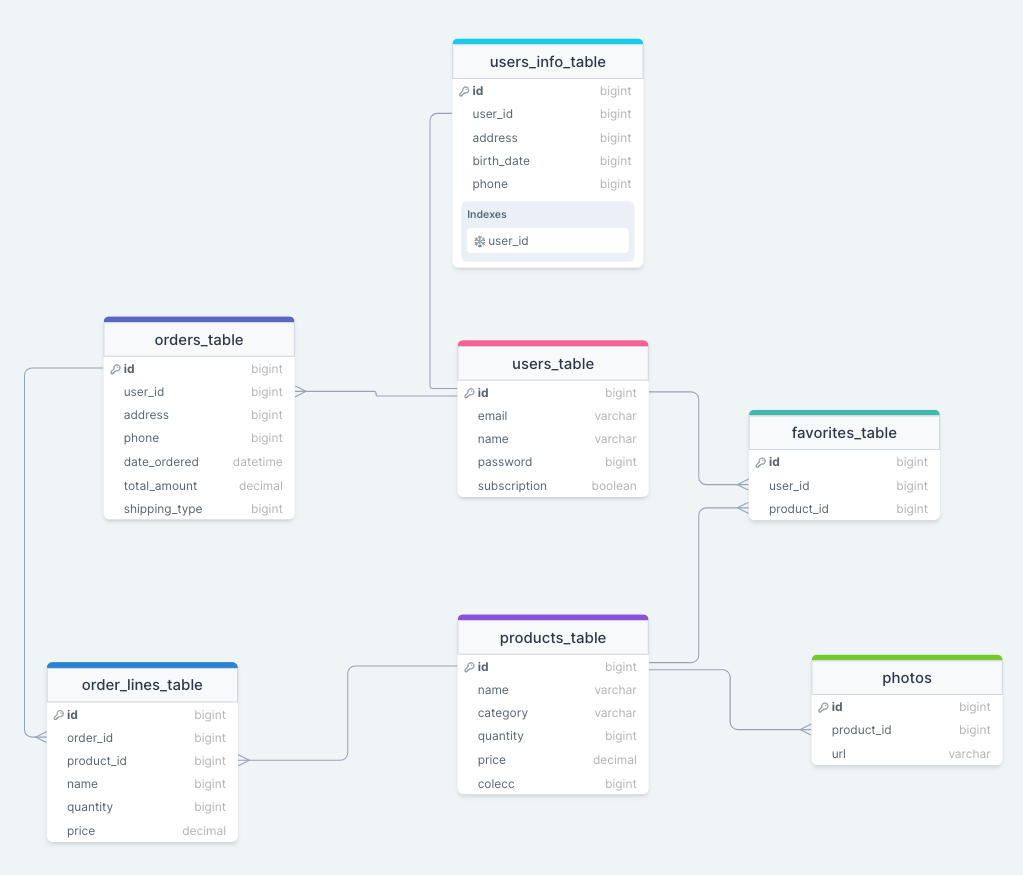 users_info_table
id bigint
user_id bigint
address bigint
birth_date bigint
phone bigint
Indexes
user_id
orders_table
id bigint
user_id bigint
address bigint
phone bigint
date_ordered datetime
total_amount decimal
shipping_type bigint
users_table
id bigint
email varchar
name varchar
password bigint
subscription boolean
favorites_table
id bigint
user_id bigint
product_id bigint
order_lines_table
id bigint
order_id bigint
product_id bigint
name bigint
quantity bigint
price decimal
products_table
id bigint
name varchar
category varchar
quantity bigint
price decimal
colecc bigint
photos
id bigint
product_id bigint
url varchar